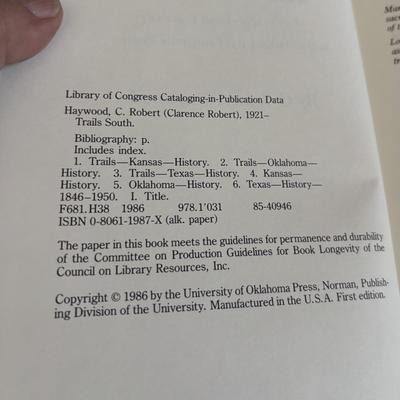 Library of Congress Cataloging-in-Publication Data
Haywood, C. Robert (Clarence Robert), 1921–
Trails South.
Bibliography: p.
Includes index.
1. Trails—Kansas—History. 2. Trails—Oklahoma—
History. 3. Trails—Texas—History. 4. Kansas—
History. 5. Oklahoma—History. 6. Texas—History—
1846–1950. I. Title.
F681.H38 1986 978.1'031 85-40946
ISBN 0-8061-1987-X (alk. paper)
The paper in this book meets the guidelines for permanence and durability
of the Committee on Production Guidelines for Book Longevity of the
Council on Library Resources, Inc.
Copyright © 1986 by the University of Oklahoma Press, Norman, Publish-
ing Division of the University. Manufactured in the U.S.A. First edition.